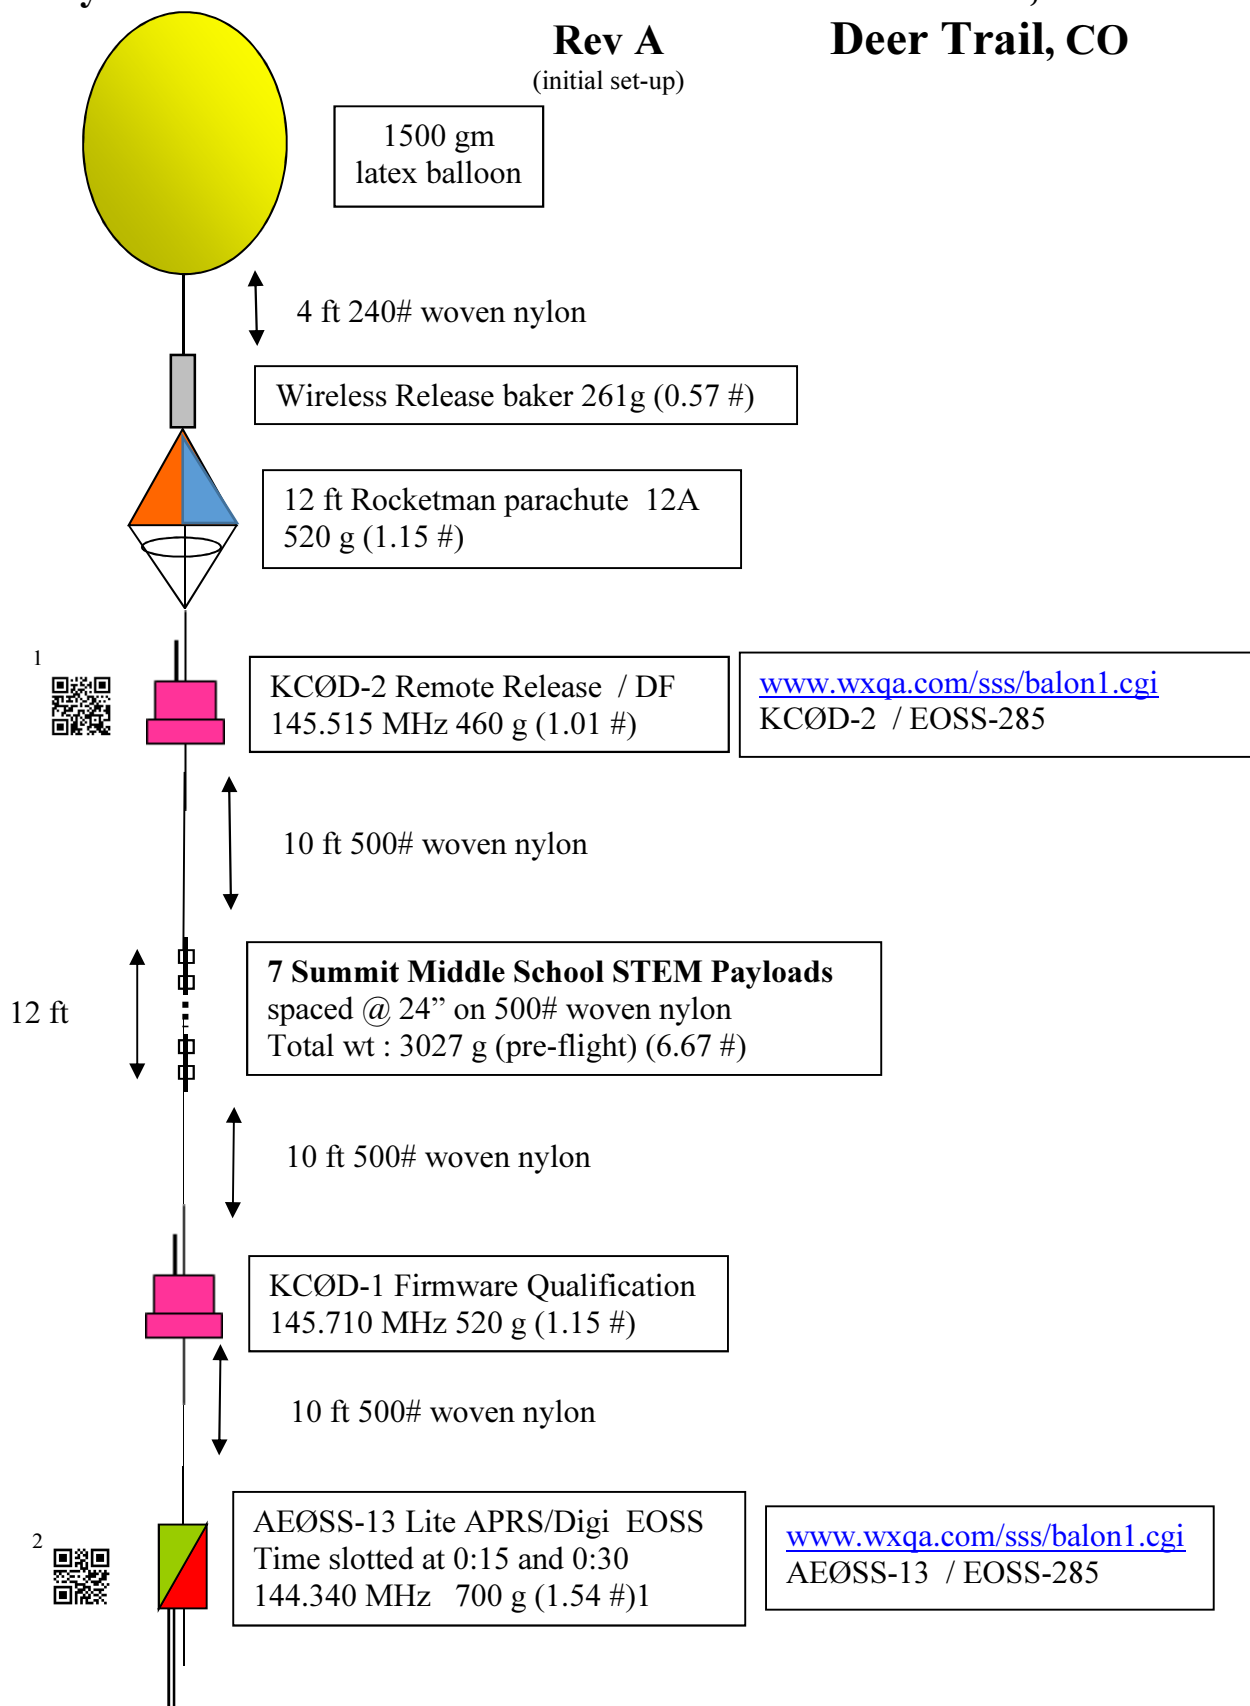 Rev A
Deer Trail, CO
(initial set-up)
1500 gm
latex balloon
4 ft 240# woven nylon
Wireless Release baker 261g (0.57 #)
12 ft Rocketman parachute 12A
520 g (1.15 #)
1
KCØD-2 Remote Release / DF
145.515 MHz 460 g (1.01 #)
www.wxqa.com/sss/balon1.cgi
KCØD-2 / EOSS-285
10 ft 500# woven nylon
12 ft
7 Summit Middle School STEM Payloads
spaced @ 24” on 500# woven nylon
Total wt : 3027 g (pre-flight) (6.67 #)
10 ft 500# woven nylon
KCØD-1 Firmware Qualification
145.710 MHz 520 g (1.15 #)
10 ft 500# woven nylon
2
AEØSS-13 Lite APRS/Digi EOSS
Time slotted at 0:15 and 0:30
144.340 MHz 700 g (1.54 #)1
www.wxqa.com/sss/balon1.cgi
AEØSS-13 / EOSS-285